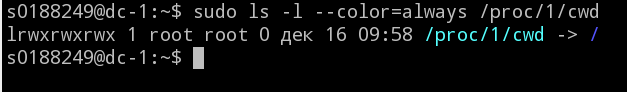 s0188249@dc-1:~$ sudo ls -l --color=always /proc/1/cwd
lrwxrwxrwx 1 root root 0 дек 16 09:58 /proc/1/cwd -> /
s0188249@dc-1:~$